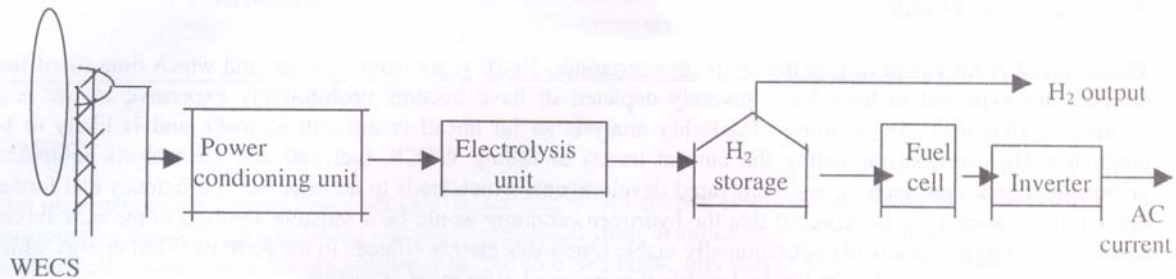 H₂ output
Power
condioning unit
Electrolysis
unit
H₂
storage
Fuel
cell
Inverter
AC
current
WECS